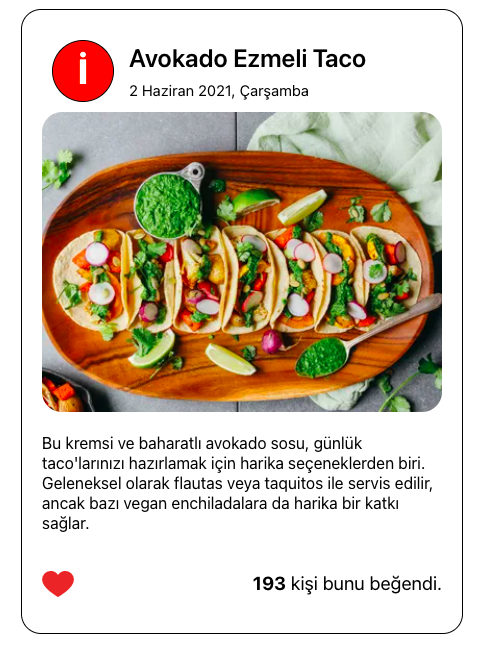 i
Avokado Ezmeli Taco
2 Haziran 2021, Çarşamba
Bu kremsi ve baharatlı avokado sosu, günlük
taco'larınızı hazırlamak için harika seçeneklerden biri.
Geleneksel olarak flautas veya taquitos ile servis edilir,
ancak bazı vegan enchiladalara da harika bir katkı
sağlar.
193 kişi bunu beğendi.